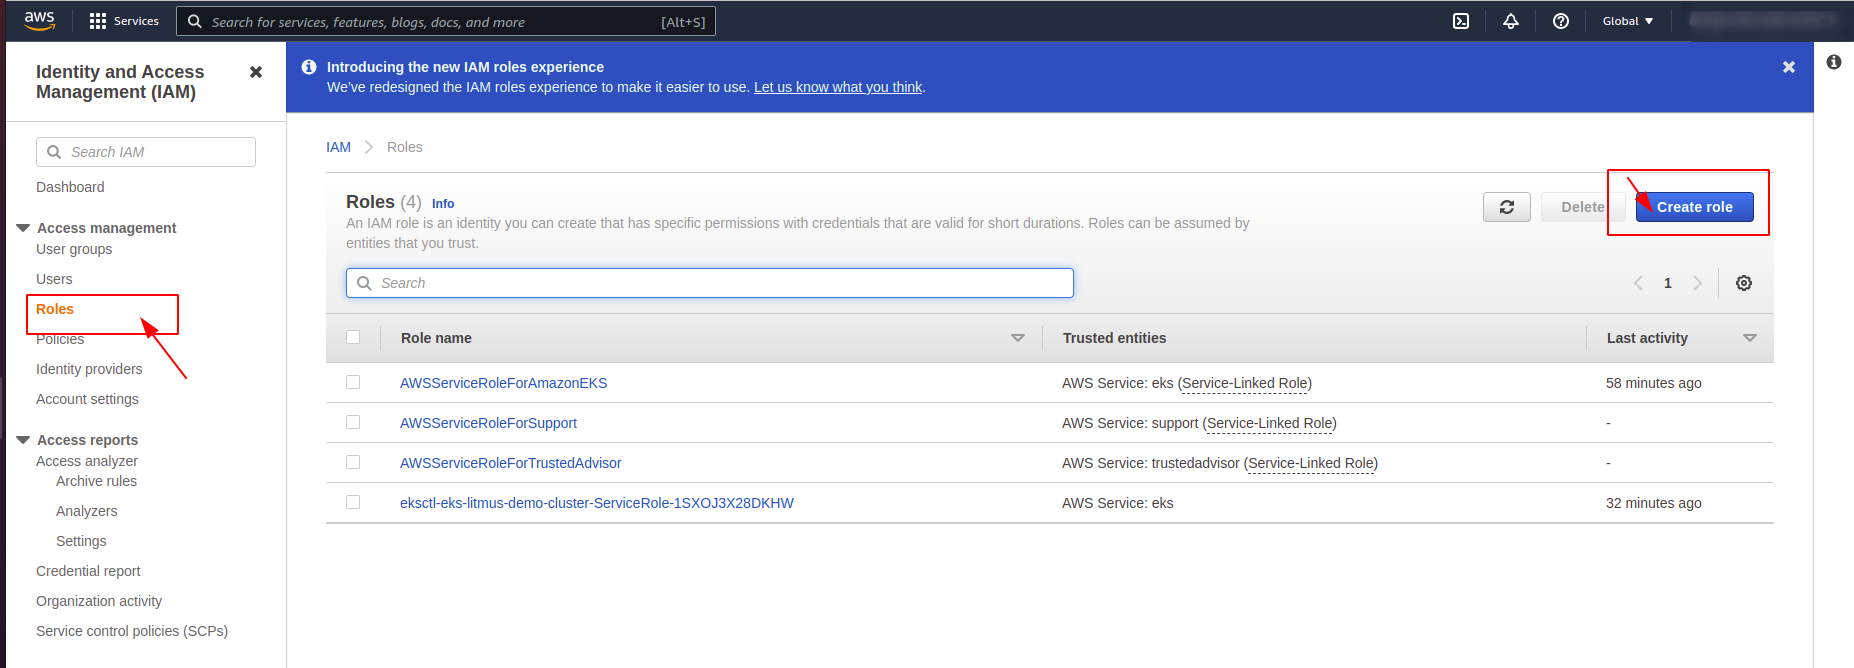 aws
Services
Search for services, features, blogs, docs, and more
[Alt+S]
Global
Identity and Access
Management (IAM)
Search IAM
Dashboard
Access management
User groups
Users
Roles
Policies
Identity providers
Account settings
Access reports
Access analyzer
Archive rules
Analyzers
Settings
Credential report
Organization activity
Service control policies (SCPs)
Introducing the new IAM roles experience
We've redesigned the IAM roles experience to make it easier to use. Let us know what you think.
IAM Roles
Roles (4) Info
An IAM role is an identity you can create that has specific permissions with credentials that are valid for short durations. Roles can be assumed by
entities that you trust.
Delete
Create role
Search
1
Role name Trusted entities Last activity
AWSServiceRoleForAmazonEKS AWS Service: eks (Service-Linked Role) 58 minutes ago
AWSServiceRoleForSupport AWS Service: support (Service-Linked Role) -
AWSServiceRoleForTrustedAdvisor AWS Service: trustedadvisor (Service-Linked Role) -
eksctl-eks-litmus-demo-cluster-ServiceRole-1SXOJ3X28DKHW AWS Service: eks 32 minutes ago